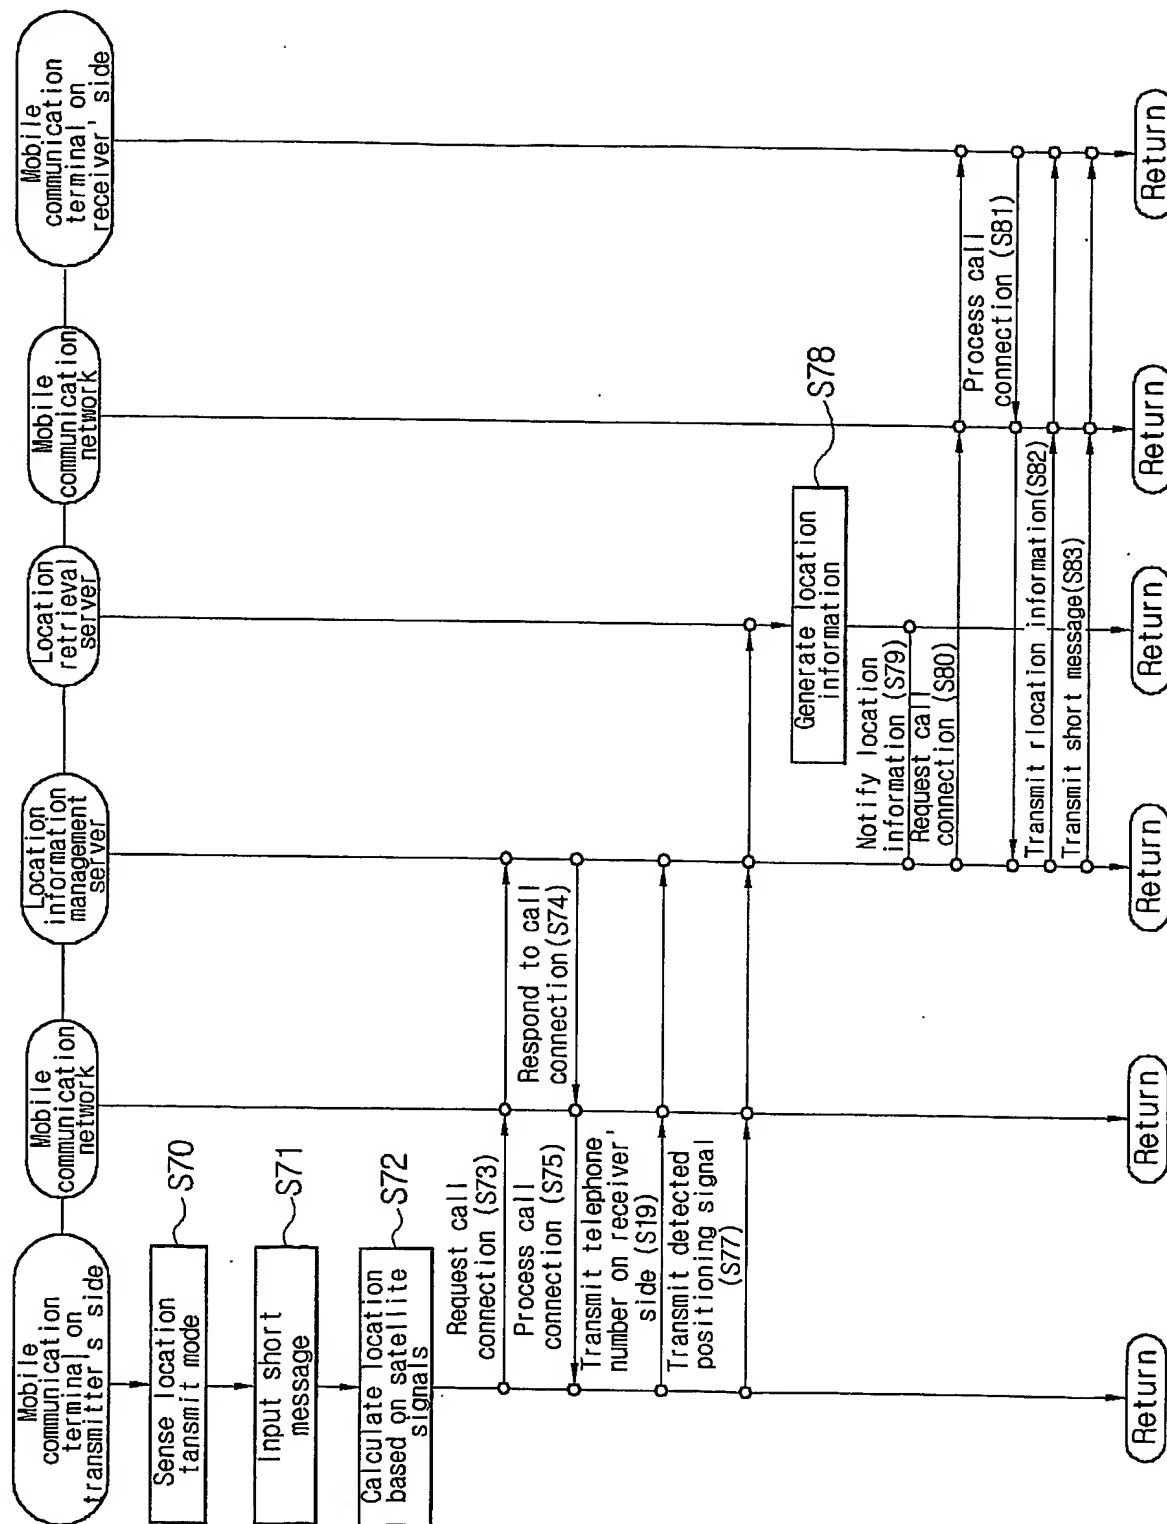 Mobile
communication
terminal on
transmitter's side
Mobile
communication
network
Location
information
management
server
Location
retrieval
server
Mobile
communication
network
Mobile
communication
terminal on
receiver' side
Sense location
tansmit mode
S70
Input short
message
S71
Calculate location
based on satellite
signals
S72
Request call
connection (S73)
Respond to call
connection(S74)
Process call
connection (S75)
Transmit telephone
number on receiver'
side (S19)
Transmit detected
positioning signal
(S77)
Generate location
information
S78
Notify location
information (S79)
Request call
connection (S80)
Process call
connection (S81)
Transmit rlocation information(S82)
Transmit short message(S83)
Return
Return
Return
Return
Return
Return